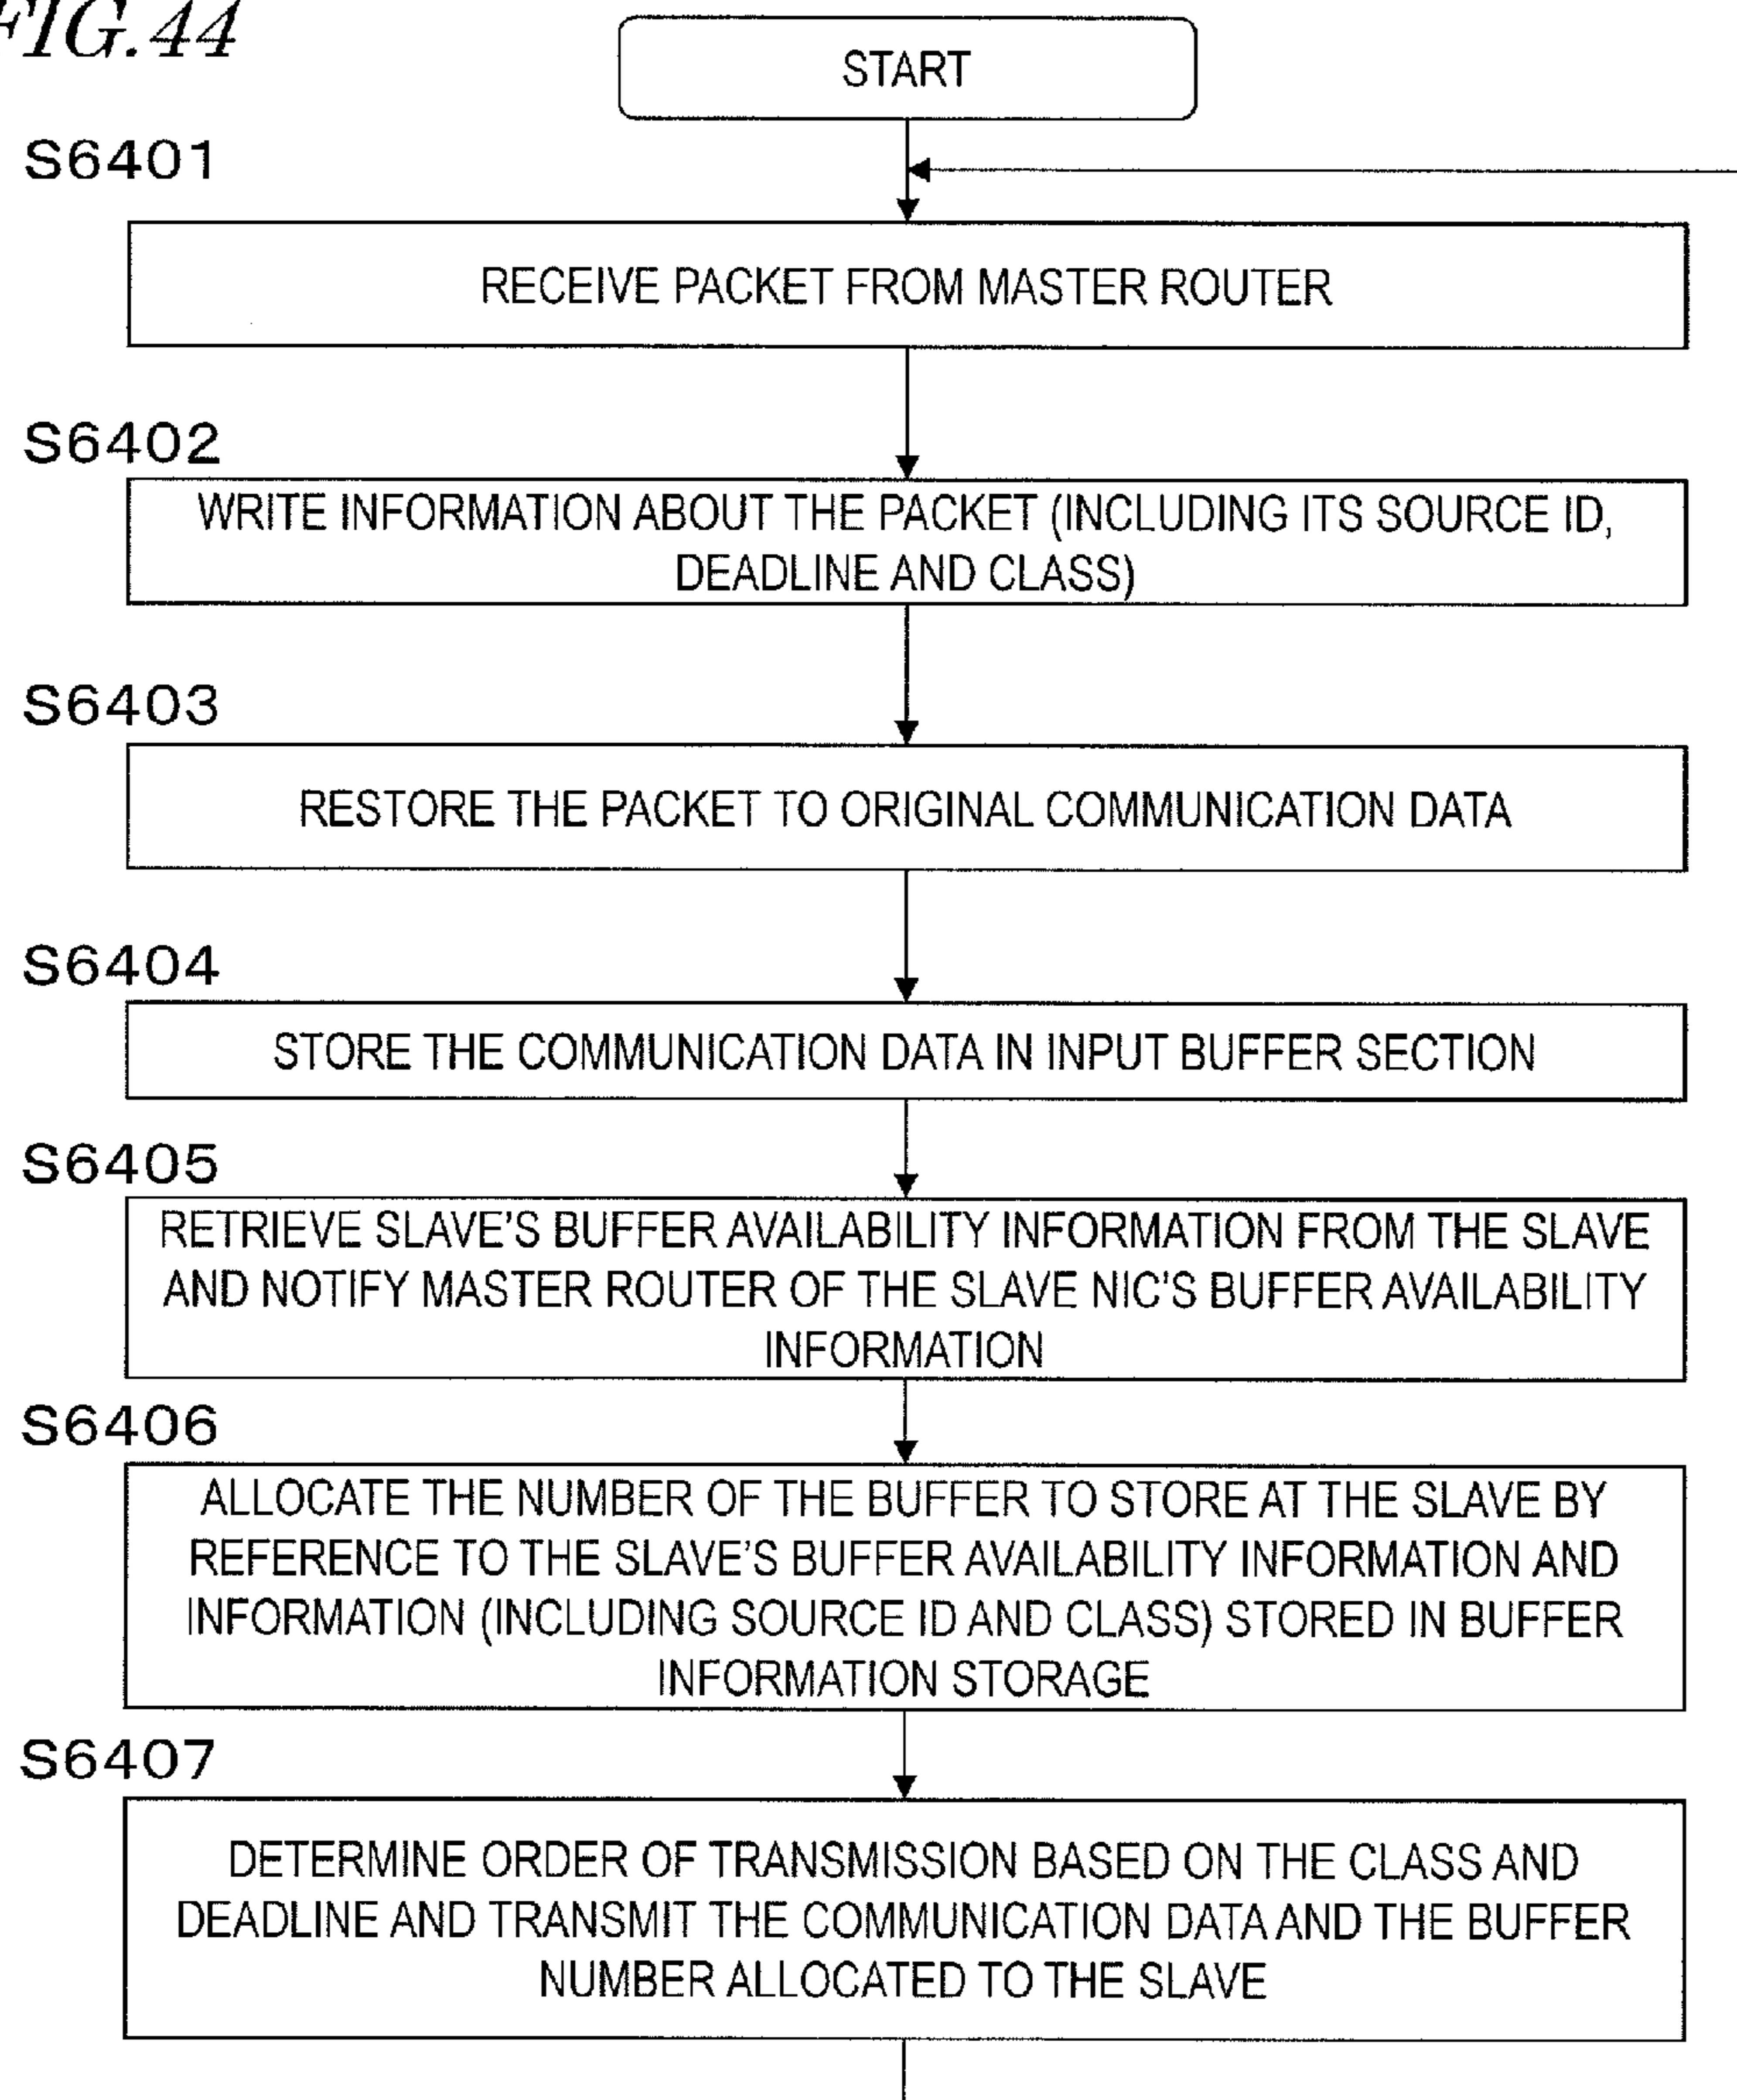 FIG.44
START
S6401
RECEIVE PACKET FROM MASTER ROUTER
S6402
WRITE INFORMATION ABOUT THE PACKET (INCLUDING ITS SOURCE ID,
DEADLINE AND CLASS)
S6403
RESTORE THE PACKET TO ORIGINAL COMMUNICATION DATA
S6404
STORE THE COMMUNICATION DATA IN INPUT BUFFER SECTION
S6405
RETRIEVE SLAVE'S BUFFER AVAILABILITY INFORMATION FROM THE SLAVE
AND NOTIFY MASTER ROUTER OF THE SLAVE NIC'S BUFFER AVAILABILITY
INFORMATION
S6406
ALLOCATE THE NUMBER OF THE BUFFER TO STORE AT THE SLAVE BY
REFERENCE TO THE SLAVE'S BUFFER AVAILABILITY INFORMATION AND
INFORMATION (INCLUDING SOURCE ID AND CLASS) STORED IN BUFFER
INFORMATION STORAGE
S6407
DETERMINE ORDER OF TRANSMISSION BASED ON THE CLASS AND
DEADLINE AND TRANSMIT THE COMMUNICATION DATA AND THE BUFFER
NUMBER ALLOCATED TO THE SLAVE